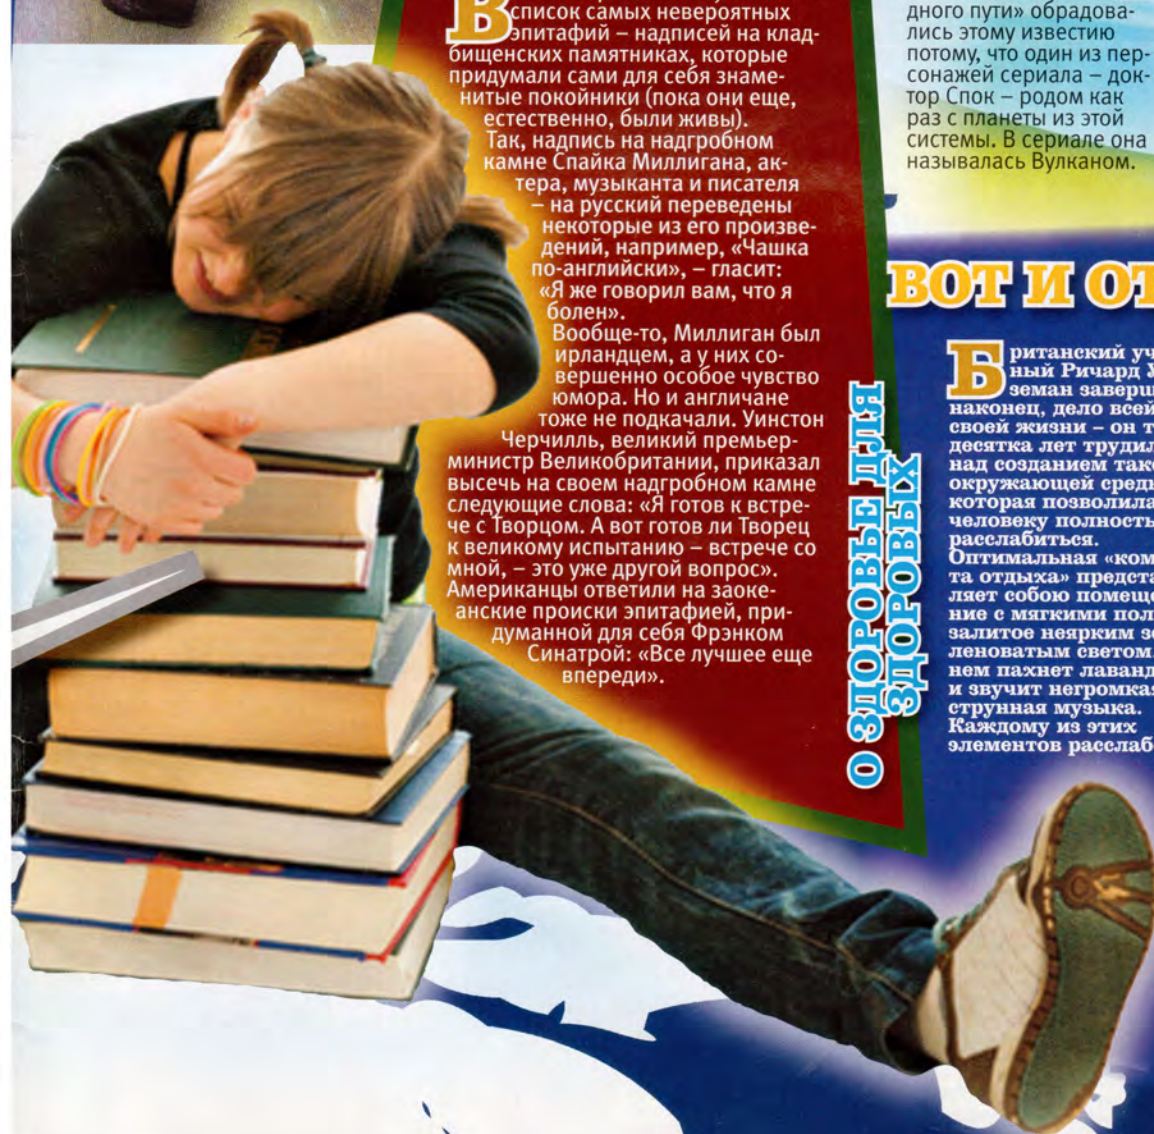 В список самых невероятных
эпитафий – надписей на клад-
бищенских памятниках, которые
придумали сами для себя знаме-
нитые покойники (пока они еще,
естественно, были живы).
Так, надпись на надгробном
камне Спайка Миллигана, ак-
тера, музыканта и писателя
– на русский переведены
некоторые из его произве-
дений, например, «Чашка
по-английски», – гласит:
«Я же говорил вам, что я
болен».
Вообще-то, Миллиган был
ирландцем, а у них со-
вершенно особое чувство
юмора. Но и англичане
тоже не подкачали. Уинстон
Черчилль, великий премьер-
министр Великобритании, приказал
высечь на своем надгробном камне
следующие слова: «Я готов к встре-
че с Творцом. А вот готов ли Творец
к великому испытанию – встрече со
мной, – это уже другой вопрос».
Американцы ответили на заоке-
анские происки эпитафией, при-
думанной для себя Фрэнком
Синатрой: «Все лучшее еще
впереди».
дного пути» обрадова-
лись этому известию
потому, что один из пер-
сонажей сериала – док-
тор Спок – родом как
раз с планеты из этой
системы. В сериале она
называлась Вулканом.
О ЗДОРОВЬЕ ДЛЯ
ЗДОРОВЫХ
ВОТ И ОТ
Британский уч
ный Ричард У
земан заверш
наконец, дело всей
своей жизни – он т
десятка лет трудил
над созданием тако
окружающей среды
которая позволила
человеку полность
расслабиться.
Оптимальная «ком
та отдыха» предста
ляет собою помеще
ние с мягкими пол
залитое неярким зе
леноватым светом.
нем пахнет лаванд
и звучит негромкая
струнная музыка.
Каждому из этих
элементов расслаб